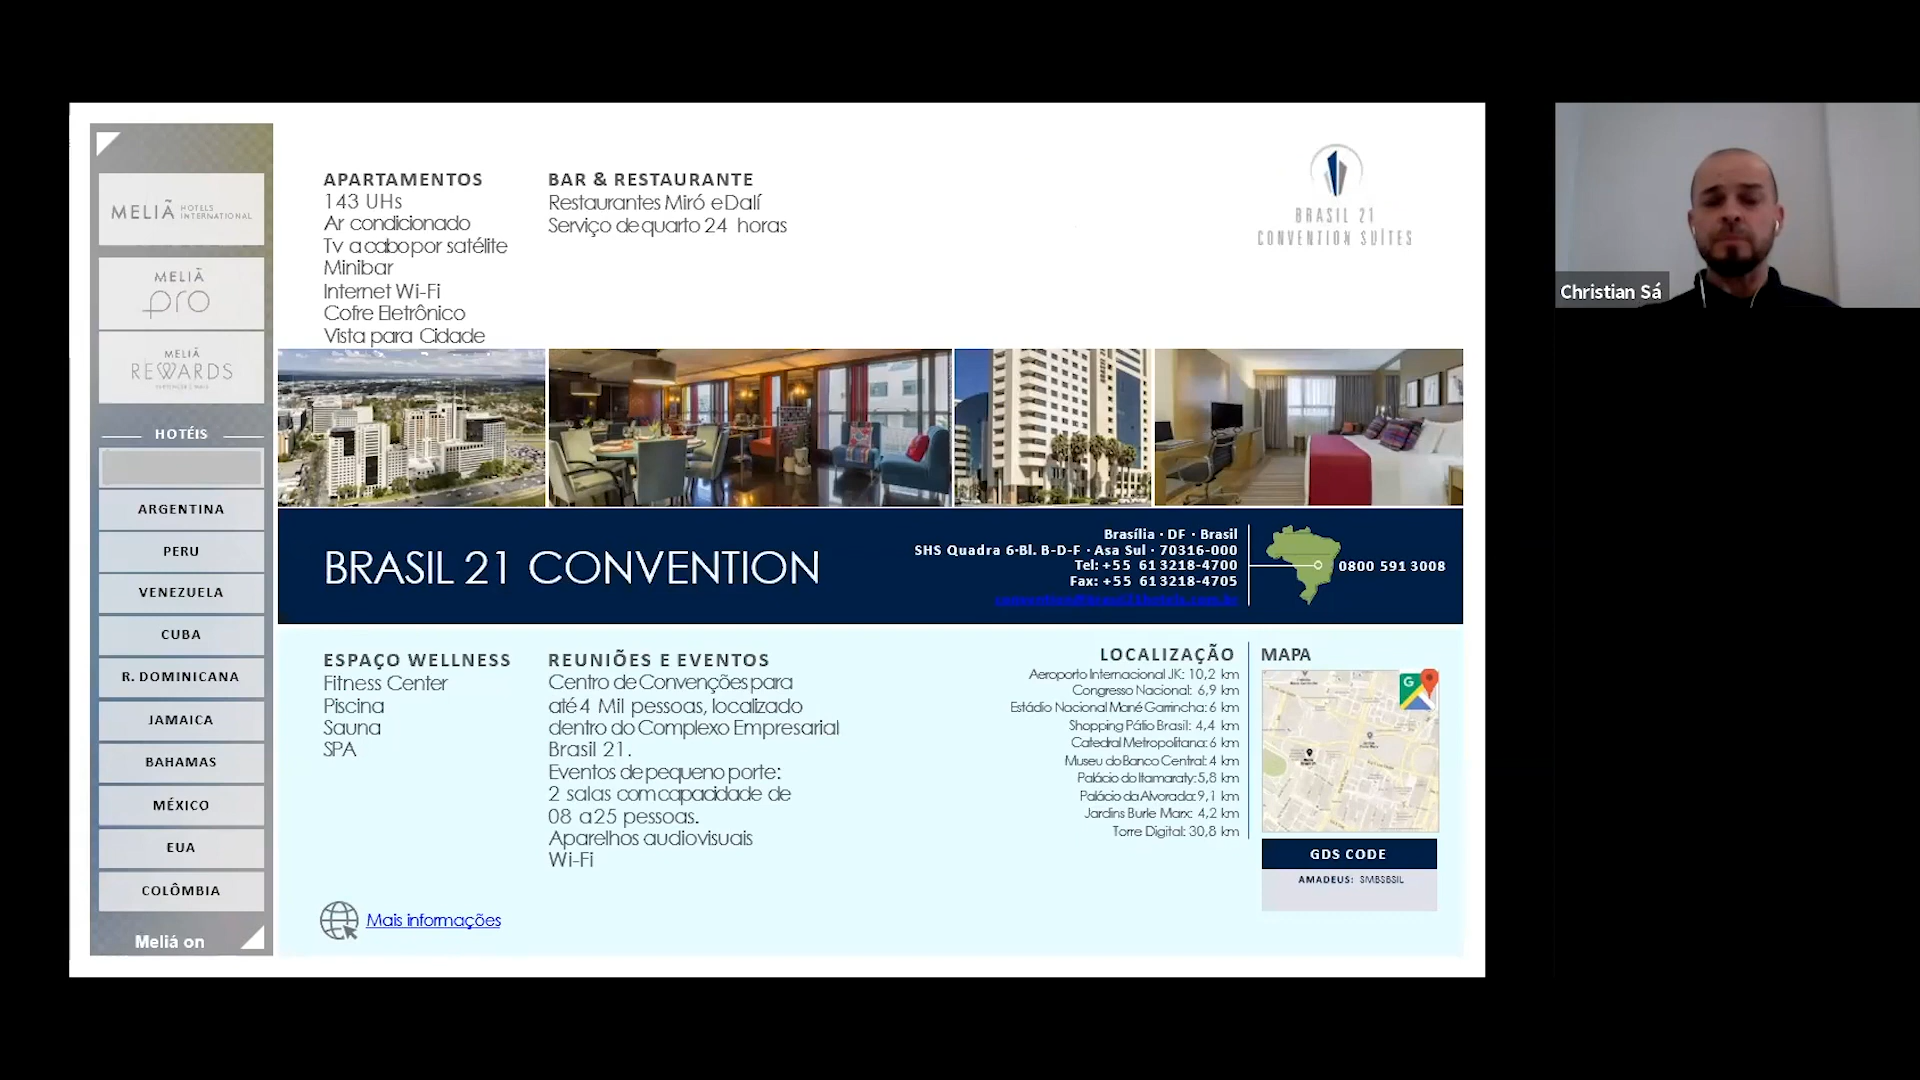 MELIÃ HOTELS INTERNATIONAL
MELIÃ
pro
MELIÃ
REWARDS
HOTÉIS
ARGENTINA
PERU
VENEZUELA
CUBA
R. DOMINICANA
JAMAICA
BAHAMAS
MÉXICO
EUA
COLÔMBIA
Meliá on
APARTAMENTOS
143 UHs
Ar condicionado
Tv a cabo por satélite
Minibar
Internet Wi-Fi
Cofre Eletrônico
Vista para Cidade
BAR & RESTAURANTE
Restaurantes Miró e Dalí
Serviço de quarto 24 horas
BRASIL 21
CONVENTION SUÍTES
BRASIL 21 CONVENTION
Brasília · DF · Brasil
SHS Quadra 6·Bl. B-D-F · Asa Sul · 70316-000
Tel: +55 61 3218-4700
Fax: +55 61 3218-4705
0800 591 3008
ESPAÇO WELLNESS
Fitness Center
Piscina
Sauna
SPA
REUNIÕES E EVENTOS
Centro de Convenções para
até 4 Mil pessoas, localizado
dentro do Complexo Empresarial
Brasil 21.
Eventos de pequeno porte:
2 salas com capacidade de
08 a 25 pessoas.
Aparelhos audiovisuais
Wi-Fi
LOCALIZAÇÃO
Aeroporto Internacional JK: 10,2 km
Congresso Nacional: 6,9 km
Estádio Nacional Mané Garrincha: 6 km
Shopping Pátio Brasil: 4,4 km
Catedral Metropolitana: 6 km
Museu do Banco Central: 4 km
Palácio do Itamaraty: 5,8 km
Palácio da Alvorada: 9,1 km
Jardins Burle Marx: 4,2 km
Torre Digital: 30,8 km
MAPA
G
GDS CODE
AMADEUS: SMBSBSIL
Mais informações
Christian Sá